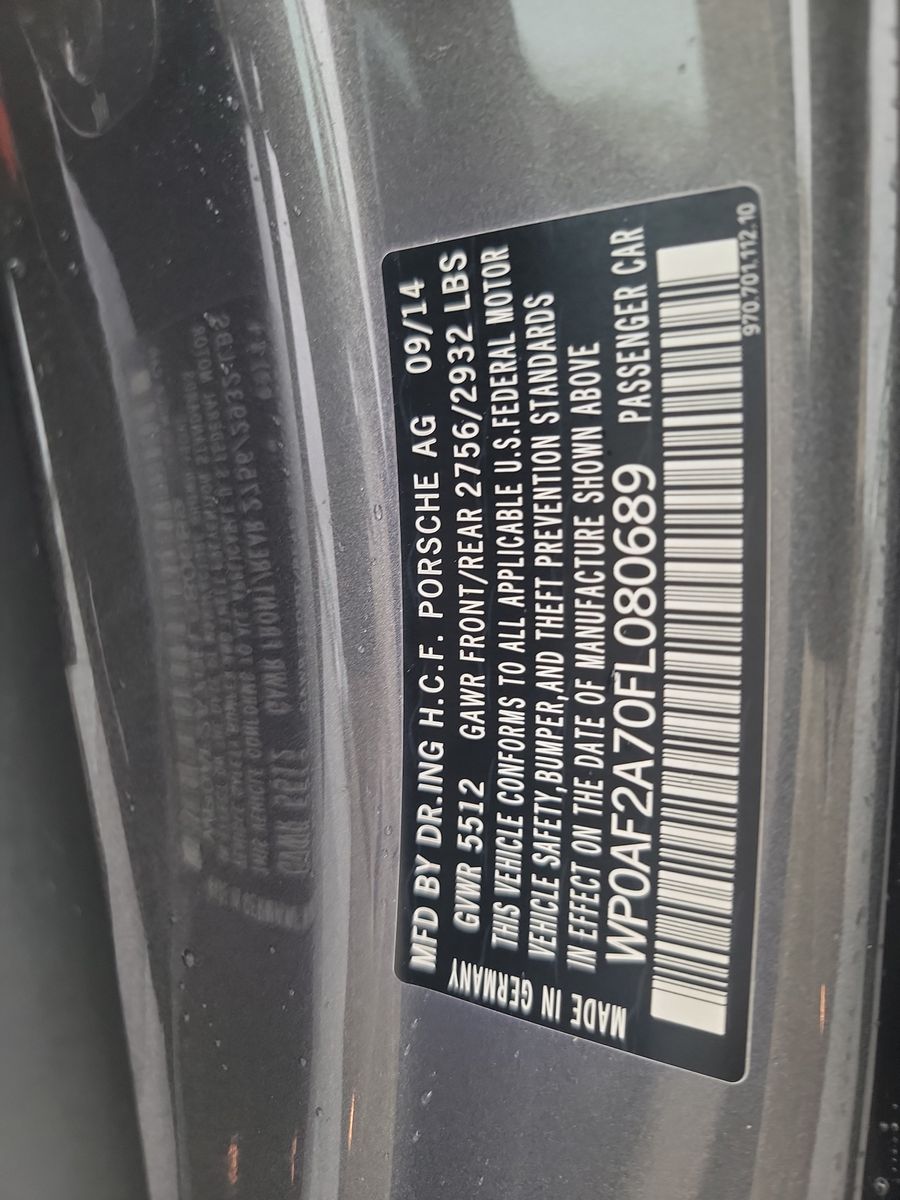 MFD BY DR.ING H.C.F. PORSCHE AG 09/14
GVWR 5512 GAWR FRONT/REAR 2756/2932 LBS
THIS VEHICLE CONFORMS TO ALL APPLICABLE U.S.FEDERAL MOTOR
VEHICLE SAFETY,BUMPER,AND THEFT PREVENTION STANDARDS
IN EFFECT ON THE DATE OF MANUFACTURE SHOWN ABOVE
WP0AF2A70FL080689 PASSENGER CAR
MADE IN GERMANY
970.701.112.10